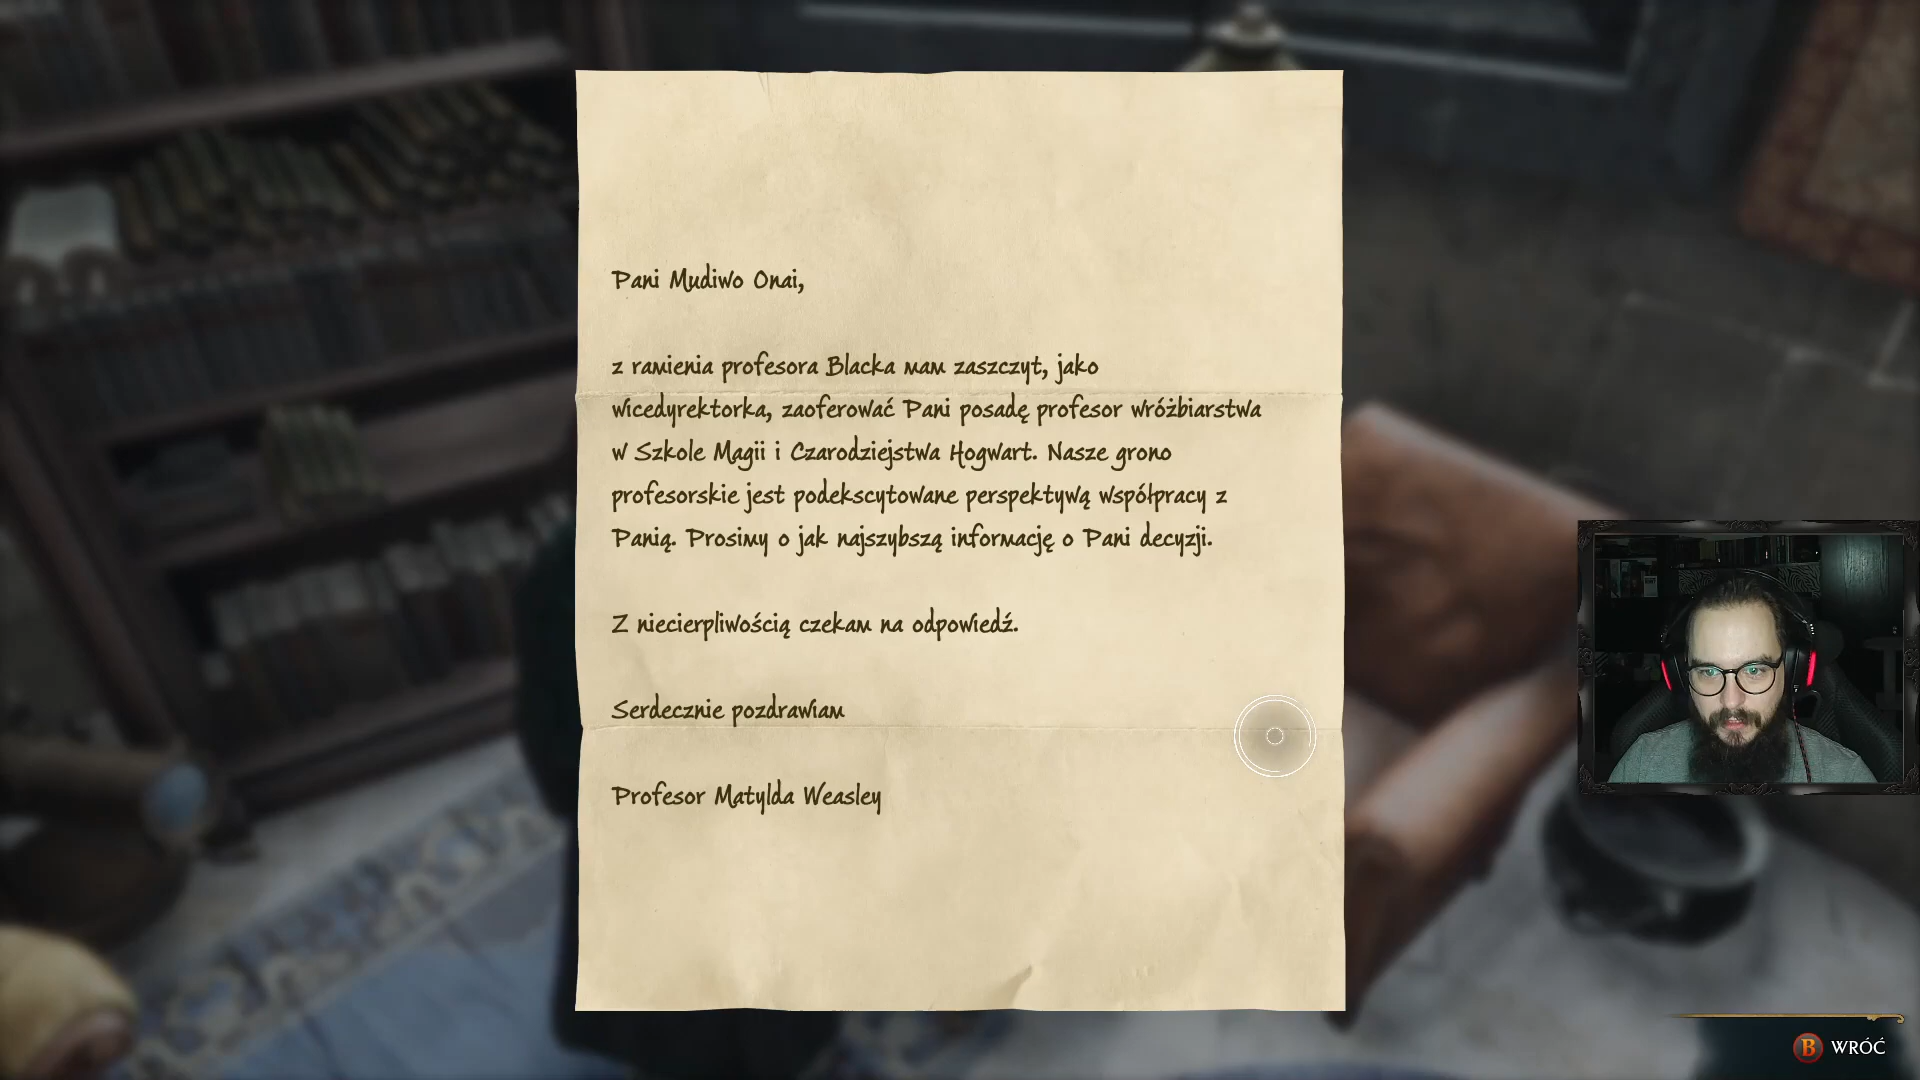 Pani Mudiwo Onai,
z ramienia profesora Blacka mam zaszczyt, jako
wicedyrektorka, zaoferować Pani posadę profesor wróżbiarstwa
w Szkole Magii i Czarodziejstwa Hogwart. Nasze grono
profesorskie jest podekscytowane perspektywą współpracy z
Panią. Prosimy o jak najszybszą informację o Pani decyzji.
Z niecierpliwością czekam na odpowiedź.
Serdecznie pozdrawiam
Profesor Matylda Weasley
B WRÓĆ